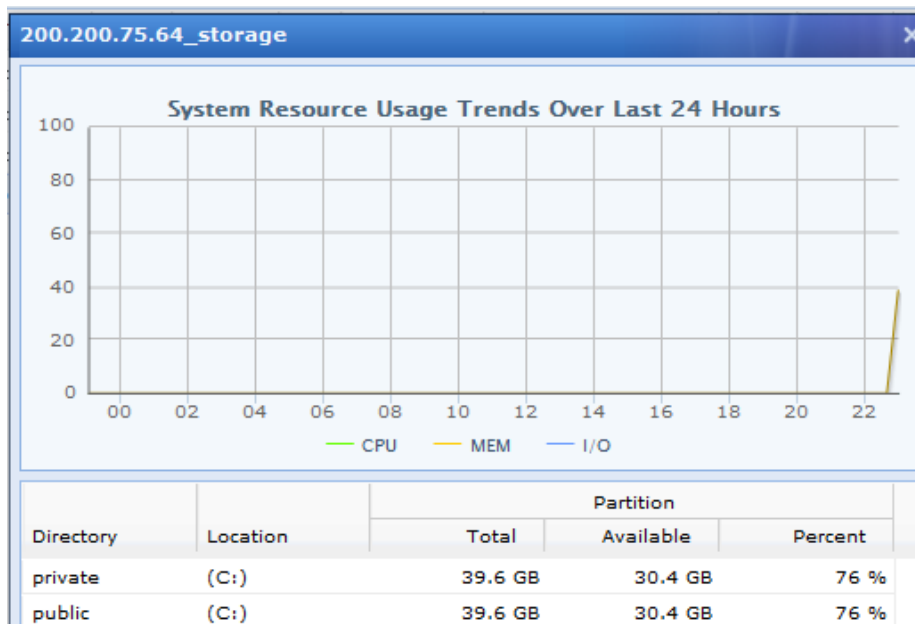 200.200.75.64_storage
System Resource Usage Trends Over Last 24 Hours
100
80
60
40
20
0
00 02 04 06 08 10 12 14 16 18 20 22
CPU MEM I/O
Partition
Directory Location Total Available Percent
private (C:) 39.6 GB 30.4 GB 76 %
public (C:) 39.6 GB 30.4 GB 76 %